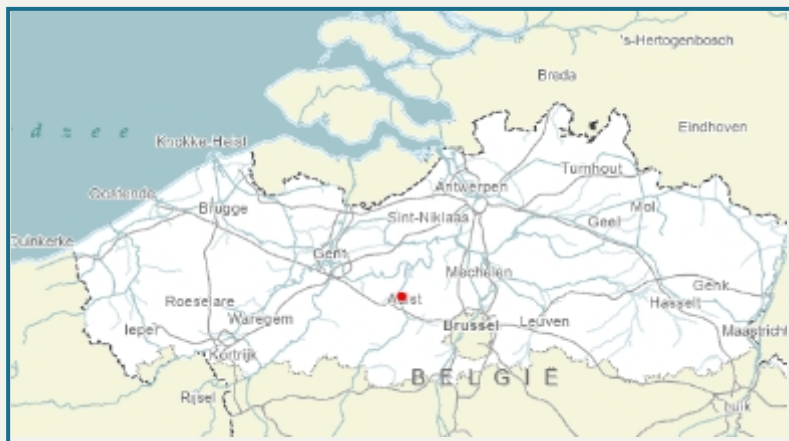 's-Hertogenbosch
Breda
d z e e
Eindhoven
Knokke-Heist
Turnhout
Antwerpen
Oostende
Mol
Brugge
Sint-Niklaas
Geel
Duinkerke
Gent
Mechelen
Genk
Roeselare
Aalst
Hasselt
Waregem
Ieper
Brussel
Leuven
Maastricht
Kortrijk
BELGIË
Rijsel
Luik